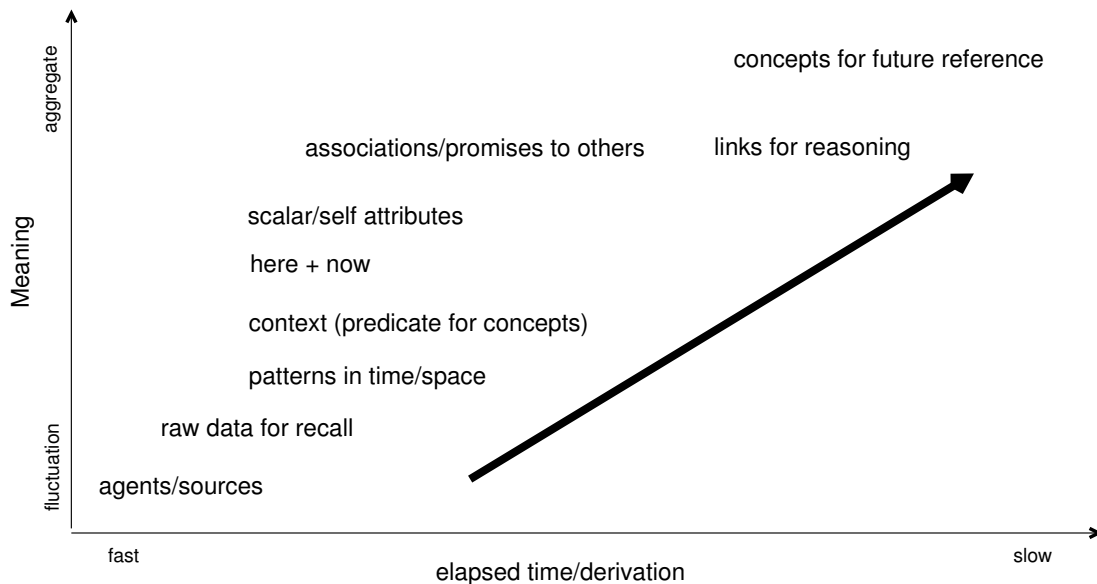 concepts for future reference
aggregate
associations/promises to others
links for reasoning
scalar/self attributes
Meaning
here + now
context (predicate for concepts)
patterns in time/space
raw data for recall
fluctuation
agents/sources
fast
slow
elapsed time/derivation